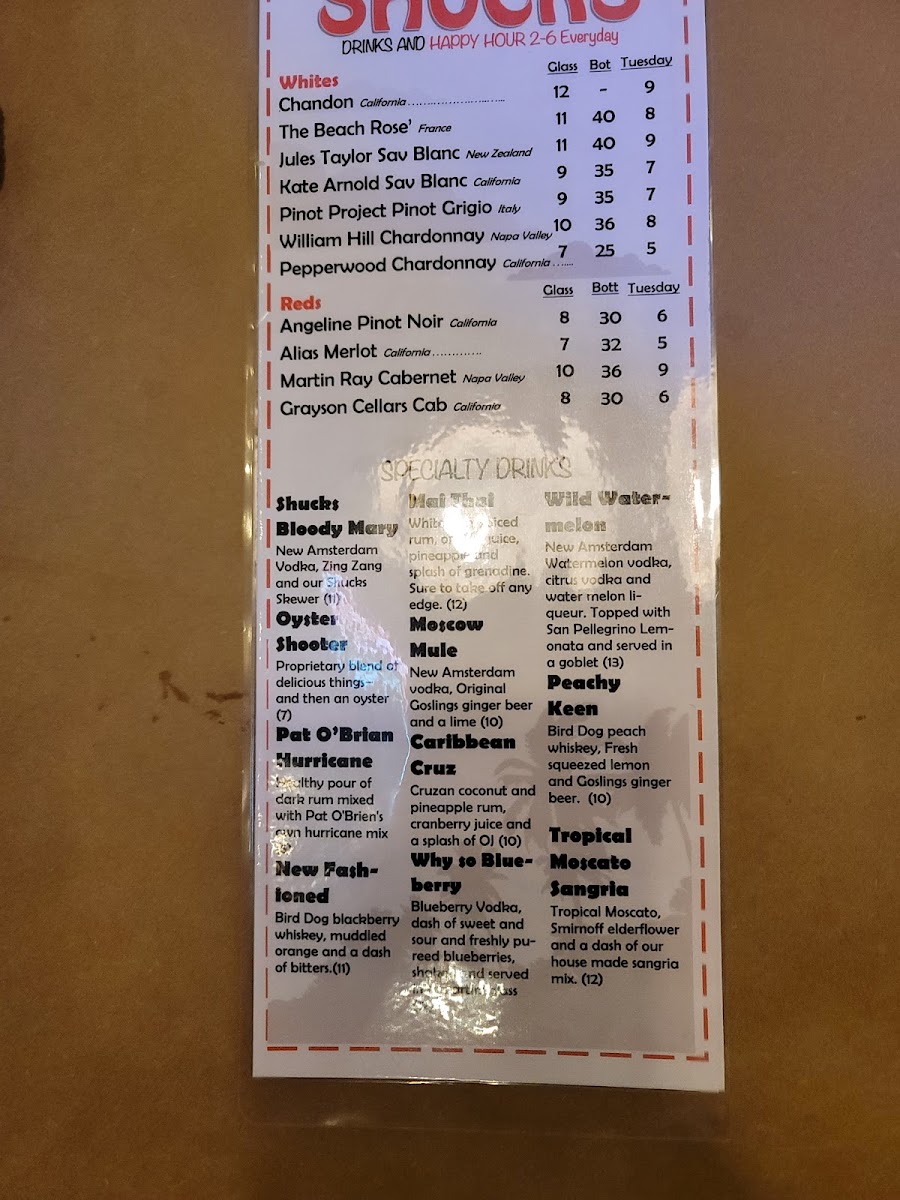 SHUCKS
DRINKS AND HAPPY HOUR 2-6 Everyday
Whites Glass Bot Tuesday
Chandon California........................ 12 - 9
The Beach Rose' France 11 40 8
Jules Taylor Sav Blanc New Zealand 11 40 9
Kate Arnold Sav Blanc California 9 35 7
Pinot Project Pinot Grigio Italy 9 35 7
William Hill Chardonnay Napa Valley 10 36 8
Pepperwood Chardonnay California ...... 7 25 5
Reds Glass Bott Tuesday
Angeline Pinot Noir California 8 30 6
Alias Merlot California............. 7 32 5
Martin Ray Cabernet Napa Valley 10 36 9
Grayson Cellars Cab California 8 30 6
SPECIALTY DRINKS
Shucks
Bloody Mary
New Amsterdam
Vodka, Zing Zang
and our Shucks
Skewer (11)
Oyster
Shooter
Proprietary blend of
delicious things-
and then an oyster
(7)
Pat O'Brian
Hurricane
Healthy pour of
dark rum mixed
with Pat O'Brien's
own hurricane mix
New Fash-
ioned
Bird Dog blackberry
whiskey, muddled
orange and a dash
of bitters.(11)
Mai Thai
White spiced
rum, juice,
pineapple and
splash of grenadine.
Sure to take off any
edge. (12)
Moscow
Mule
New Amsterdam
vodka, Original
Goslings ginger beer
and a lime (10)
Caribbean
Cruz
Cruzan coconut and
pineapple rum,
cranberry juice and
a splash of OJ (10)
Why so Blue-
berry
Blueberry Vodka,
dash of sweet and
sour and freshly pu-
reed blueberries,
shaken and served
glass
Wild Water-
melon
New Amsterdam
Watermelon vodka,
citrus vodka and
water melon li-
queur. Topped with
San Pellegrino Lem-
onata and served in
a goblet (13)
Peachy
Keen
Bird Dog peach
whiskey, Fresh
squeezed lemon
and Goslings ginger
beer. (10)
Tropical
Moscato
Sangria
Tropical Moscato,
Smirnoff elderflower
and a dash of our
house made sangria
mix. (12)